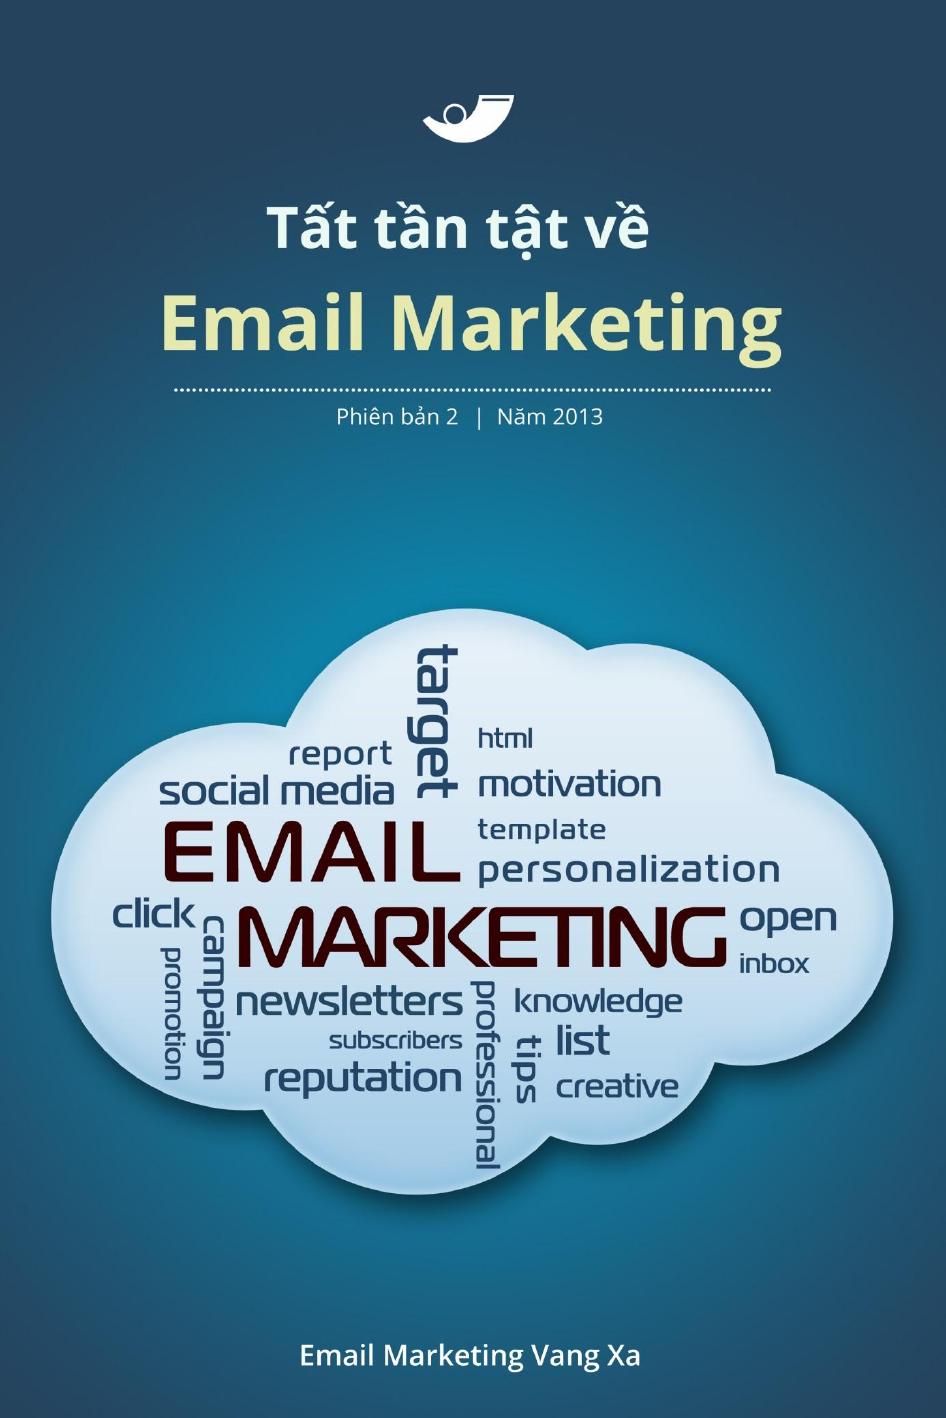 Tất tần tật về
Email Marketing
Phiên bản 2 | Năm 2013
target
html
report
motivation
social media
template
EMAIL
personalization
click
campaign
MARKETING
open
promotion
inbox
newsletters
professional
knowledge
subscribers
tips
list
reputation
creative
Email Marketing Vang Xa